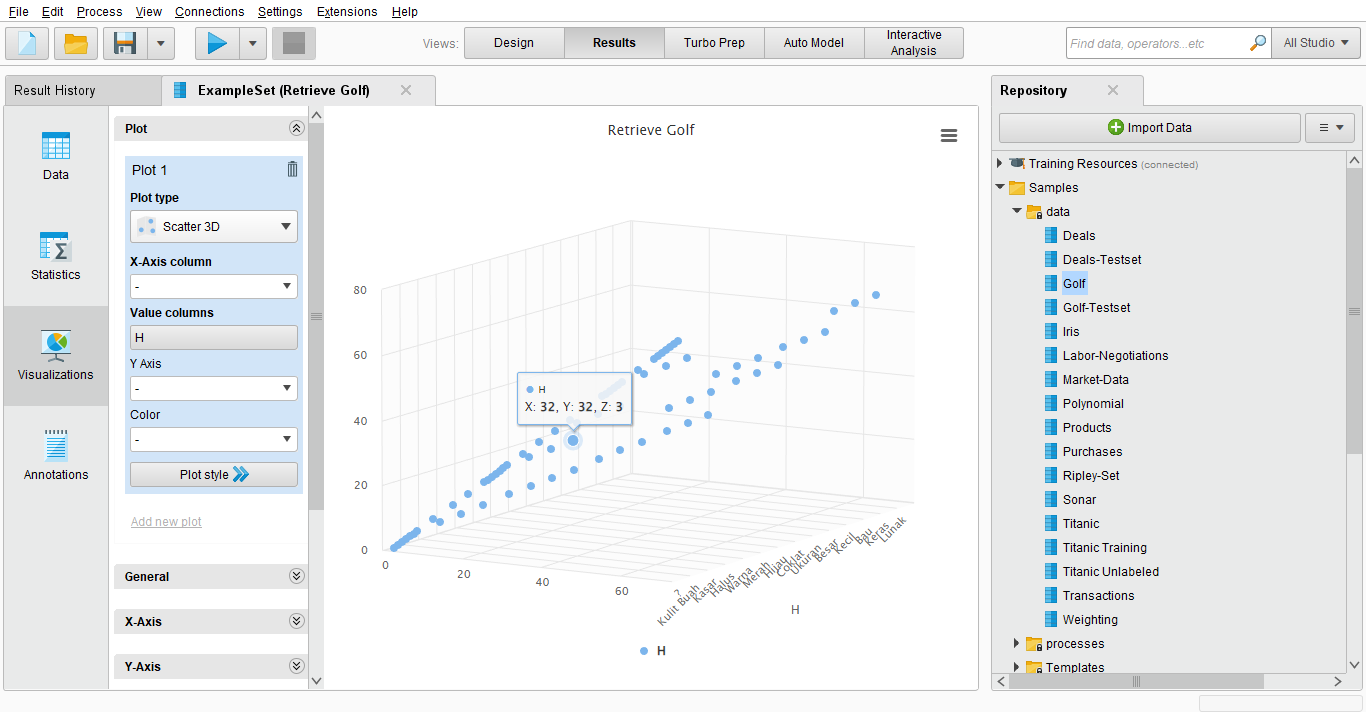 File Edit Process View Connections Settings Extensions Help
Views: Design Results Turbo Prep Auto Model Interactive Analysis
Find data, operators...etc
All Studio
Result History
ExampleSet (Retrieve Golf)
Data
Statistics
Visualizations
Annotations
Plot
Plot 1
Plot type
Scatter 3D
X-Axis column
-
Value columns
H
Y Axis
-
Color
-
Plot style
Add new plot
General
X-Axis
Y-Axis
Retrieve Golf
80
60
40
20
0
0
20
40
60
H
X: 32, Y: 32, Z: 3
?
Kulit Buah
Kasar
Halus
Warna
Merah
Hijau
Coklat
Ukuran
Besar
Kecil
Bau
Keras
Lunak
H
H
Repository
Import Data
Training Resources (connected)
Samples
data
Deals
Deals-Testset
Golf
Golf-Testset
Iris
Labor-Negotiations
Market-Data
Polynomial
Products
Purchases
Ripley-Set
Sonar
Titanic
Titanic Training
Titanic Unlabeled
Transactions
Weighting
processes
Templates